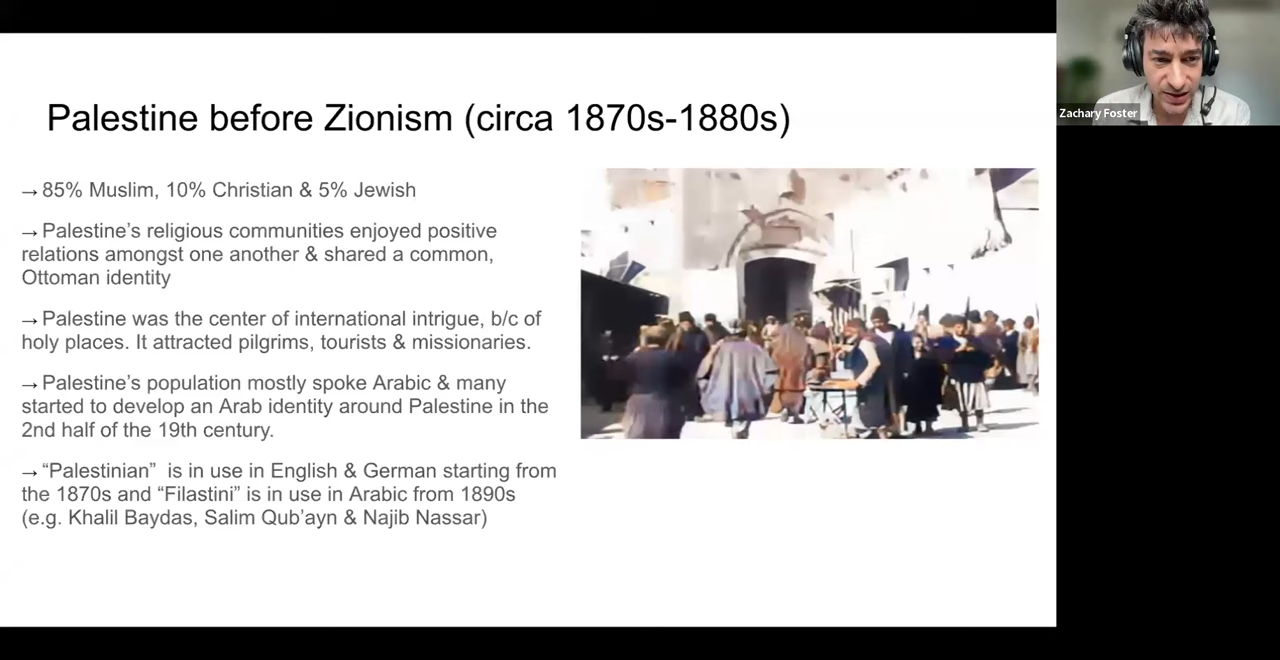 Palestine before Zionism (circa 1870s-1880s)
→85% Muslim, 10% Christian & 5% Jewish
→Palestine’s religious communities enjoyed positive
relations amongst one another & shared a common,
Ottoman identity
→Palestine was the center of international intrigue, b/c of
holy places. It attracted pilgrims, tourists & missionaries.
→Palestine’s population mostly spoke Arabic & many
started to develop an Arab identity around Palestine in the
2nd half of the 19th century.
→“Palestinian”  is in use in English & German starting from
the 1870s and “Filastini” is in use in Arabic from 1890s
(e.g. Khalil Baydas, Salim Qub’ayn & Najib Nassar)
Zachary Foster